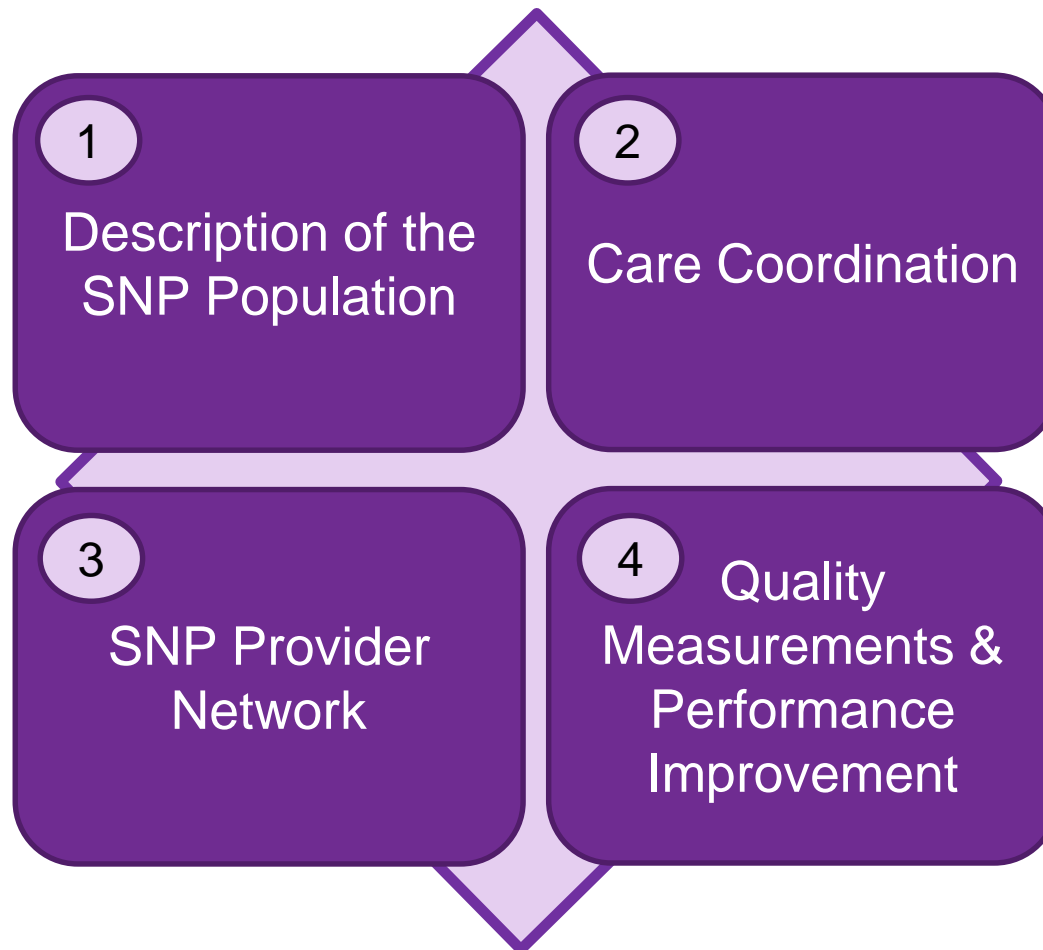 1
Description of the
SNP Population
2
Care Coordination
3
SNP Provider
Network
4
Quality
Measurements &
Performance
Improvement